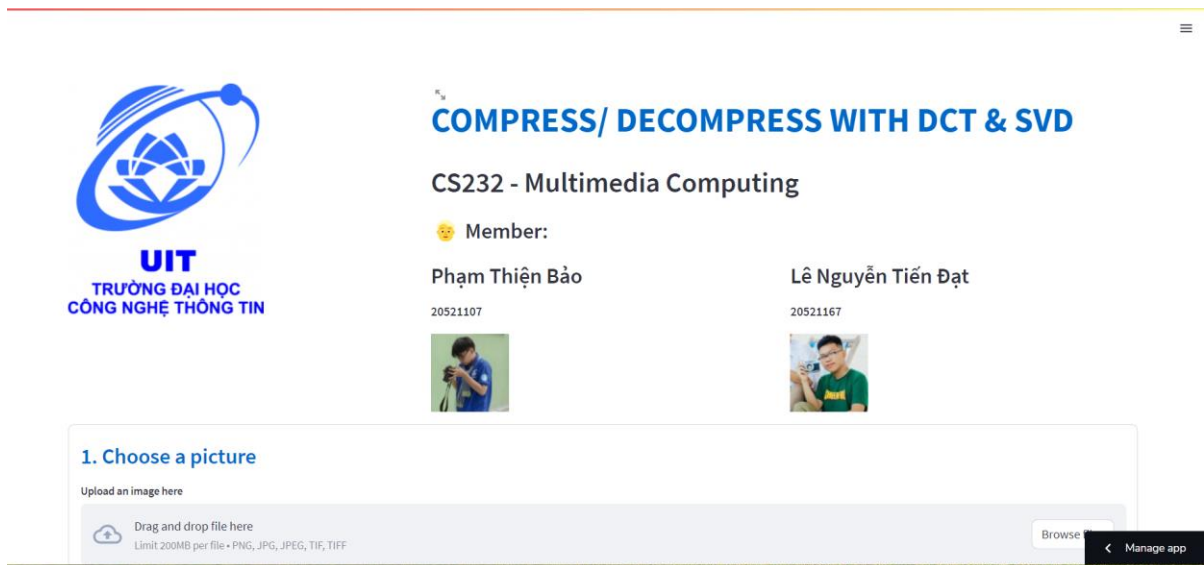 COMPRESS/ DECOMPRESS WITH DCT & SVD
CS232 - Multimedia Computing
Member:
UIT
TRƯỜNG ĐẠI HỌC
CÔNG NGHỆ THÔNG TIN
Phạm Thiện Bảo
20521107
Lê Nguyễn Tiến Đạt
20521167
1. Choose a picture
Upload an image here
Drag and drop file here
Limit 200MB per file • PNG, JPG, JPEG, TIF, TIFF
Browse
Manage app